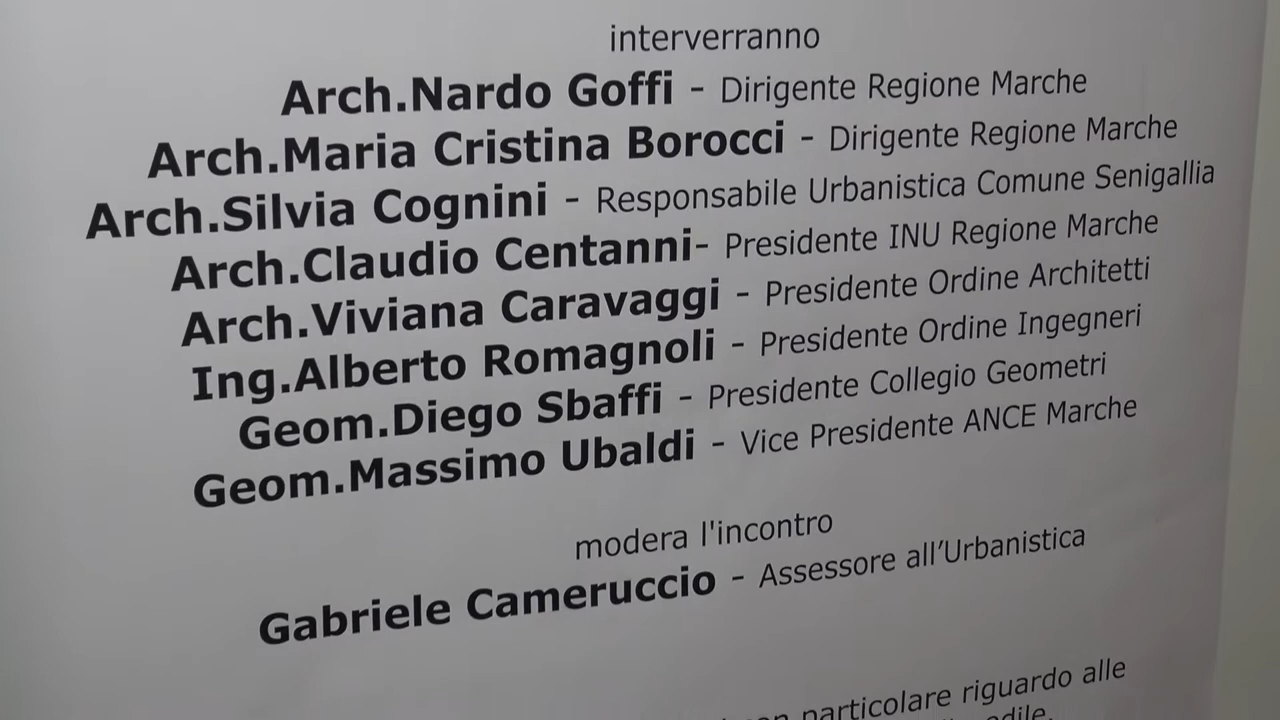 interverranno
Arch.Nardo Goffi - Dirigente Regione Marche
Arch.Maria Cristina Borocci - Dirigente Regione Marche
Arch.Silvia Cognini - Responsabile Urbanistica Comune Senigallia
Arch.Claudio Centanni- Presidente INU Regione Marche
Arch.Viviana Caravaggi - Presidente Ordine Architetti
Ing.Alberto Romagnoli - Presidente Ordine Ingegneri
Geom.Diego Sbaffi - Presidente Collegio Geometri
Geom.Massimo Ubaldi - Vice Presidente ANCE Marche
modera l'incontro
Gabriele Cameruccio - Assessore all’Urbanistica
particolare riguardo alle